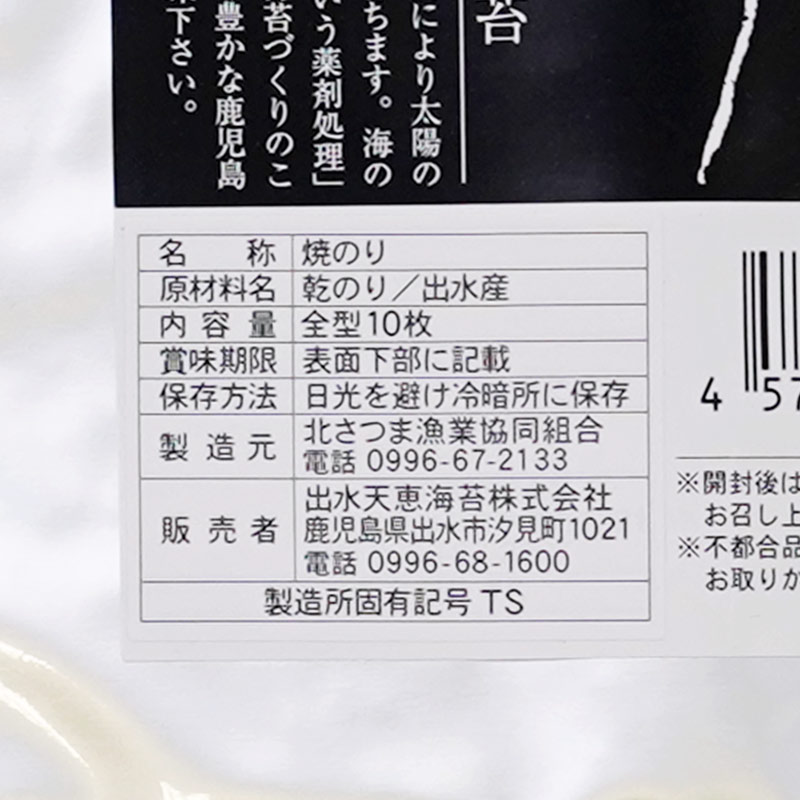 苔
により太陽の
ちます。海の
いう薬剤処理」
苔づくりのこ
豊かな鹿児島
下さい。
名称 焼のり
原材料名 乾のり／出水産
内容量 全型10枚
賞味期限 表面下部に記載
保存方法 日光を避け冷暗所に保存
製造元 北さつま漁業協同組合
電話 0996-67-2133
販売者 出水天恵海苔株式会社
鹿児島県出水市汐見町1021
電話 0996-68-1600
製造所固有記号 TS
4 57
※開封後は
お召し上
※不都合品
お取りか